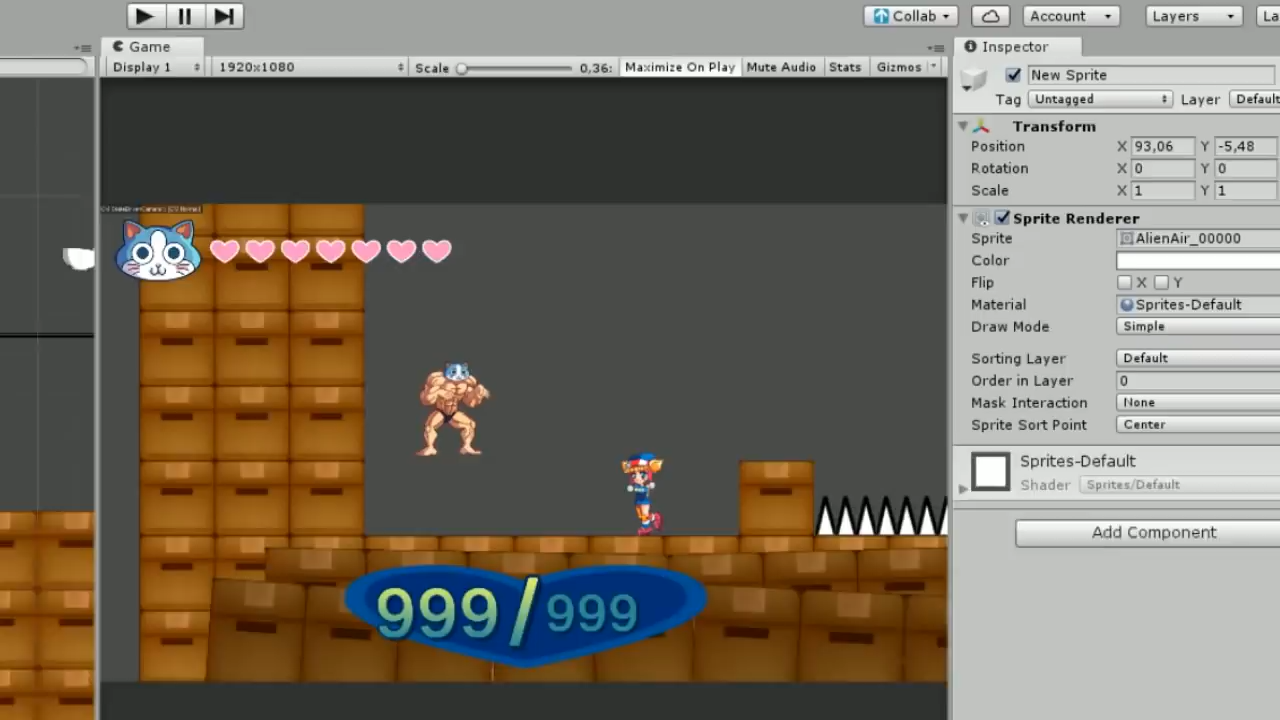 Collab Account Layers La
Game Inspector
Display 1 1920x1080 Scale 0,36: Maximize On Play Mute Audio Stats Gizmos
New Sprite
Tag Untagged Layer Default
Transform
Position X 93,06 Y -5,48
Rotation X 0 Y 0
Scale X 1 Y 1
Sprite Renderer
Sprite AlienAir_00000
Color
Flip X Y
Material Sprites-Default
Draw Mode Simple
Sorting Layer Default
Order in Layer 0
Mask Interaction None
Sprite Sort Point Center
Sprites-Default
Shader Sprites/Default
Add Component
999/999